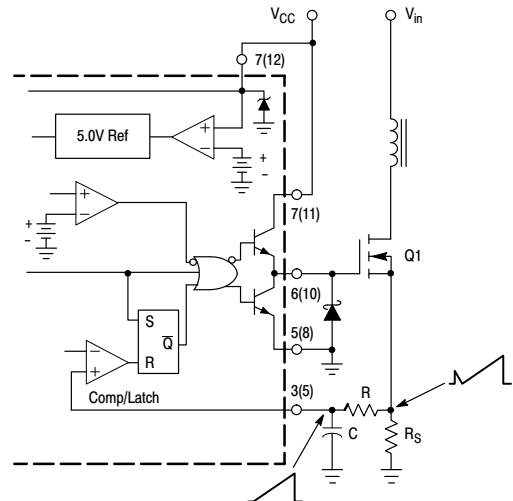 VCC
Vin
7(12)
5.0V Ref
+
−
+
-
7(11)
+
−
+
-
Q1
6(10)
S
Q̅
R
5(8)
−
+
Comp/Latch
3(5)
R
C
RS